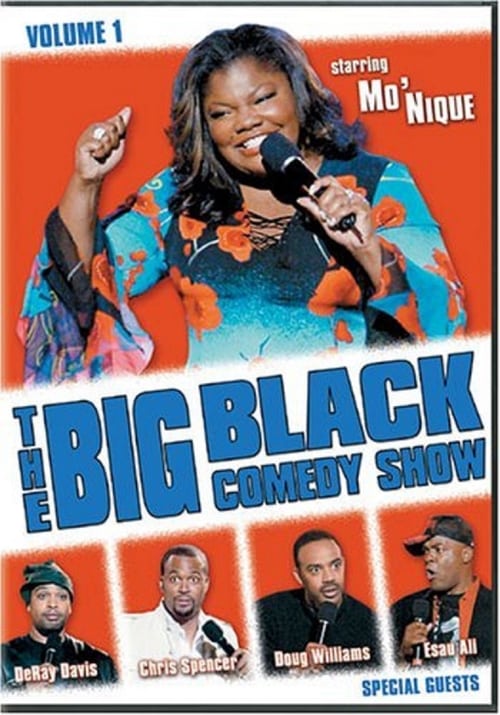 VOLUME 1
starring
Mo'NIQUE
THE BIG BLACK
COMEDY SHOW
DeRay Davis
Chris Spencer
Doug Williams
Esau Ali
SPECIAL GUESTS